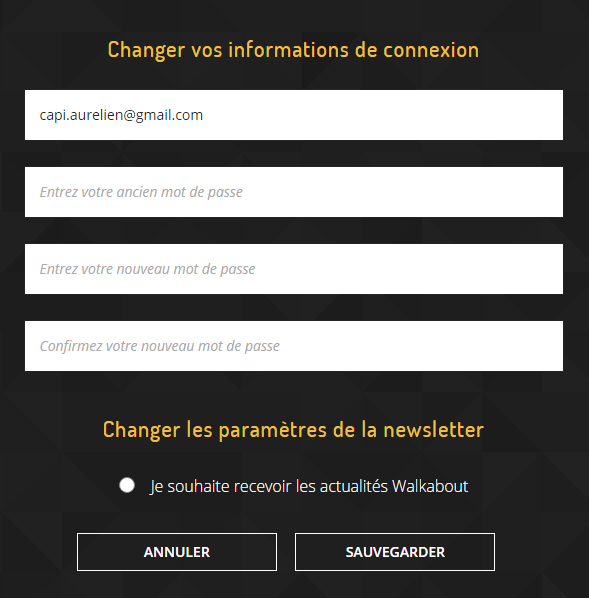 Changer vos informations de connexion
capi.aurelien@gmail.com
Entrez votre ancien mot de passe
Entrez votre nouveau mot de passe
Confirmez votre nouveau mot de passe
Changer les paramètres de la newsletter
Je souhaite recevoir les actualités Walkabout
ANNULER
SAUVEGARDER